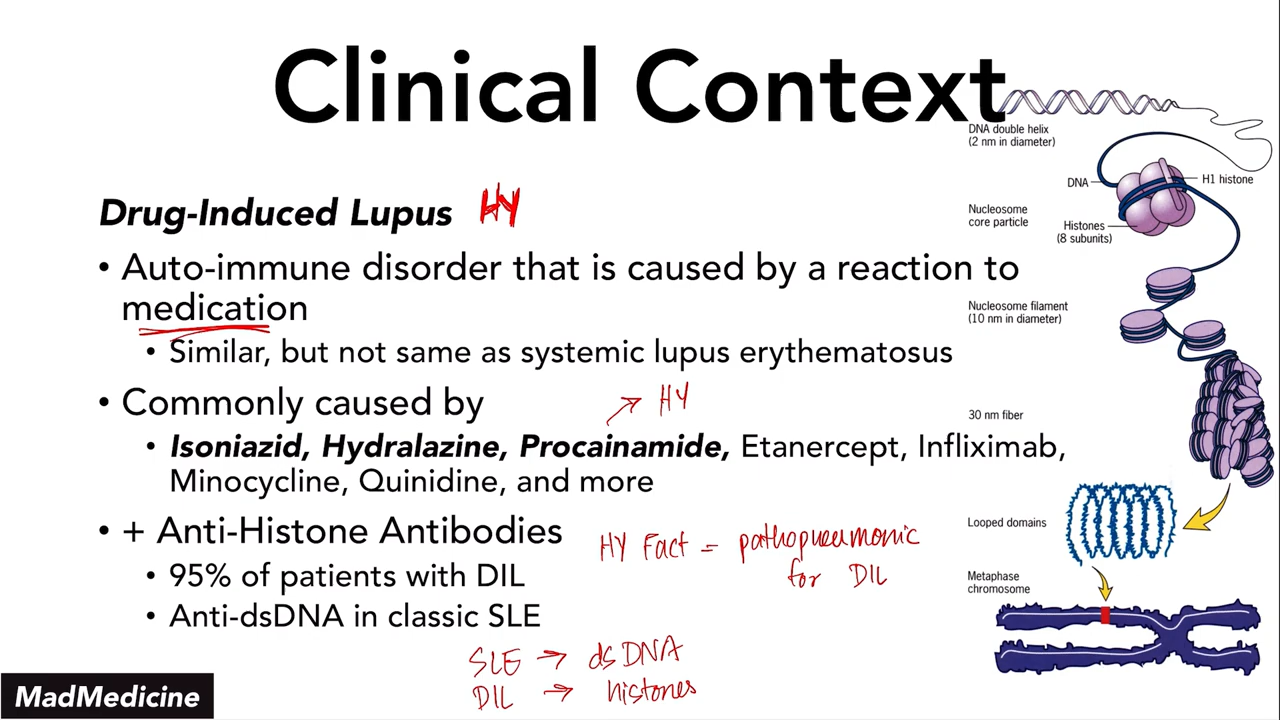 Clinical Context
Drug-Induced Lupus HY
• Auto-immune disorder that is caused by a reaction to
medication
• Similar, but not same as systemic lupus erythematosus
• Commonly caused by
→ HY
• Isoniazid, Hydralazine, Procainamide, Etanercept, Infliximab,
Minocycline, Quinidine, and more
• + Anti-Histone Antibodies
HY Fact = pathopneumonic
for DIL
• 95% of patients with DIL
• Anti-dsDNA in classic SLE
SLE → dsDNA
DIL → histones
MadMedicine
DNA double helix
(2 nm in diameter)
DNA
H1 histone
Nucleosome
core particle
Histones
(8 subunits)
Nucleosome filament
(10 nm in diameter)
30 nm fiber
Looped domains
Metaphase
chromosome